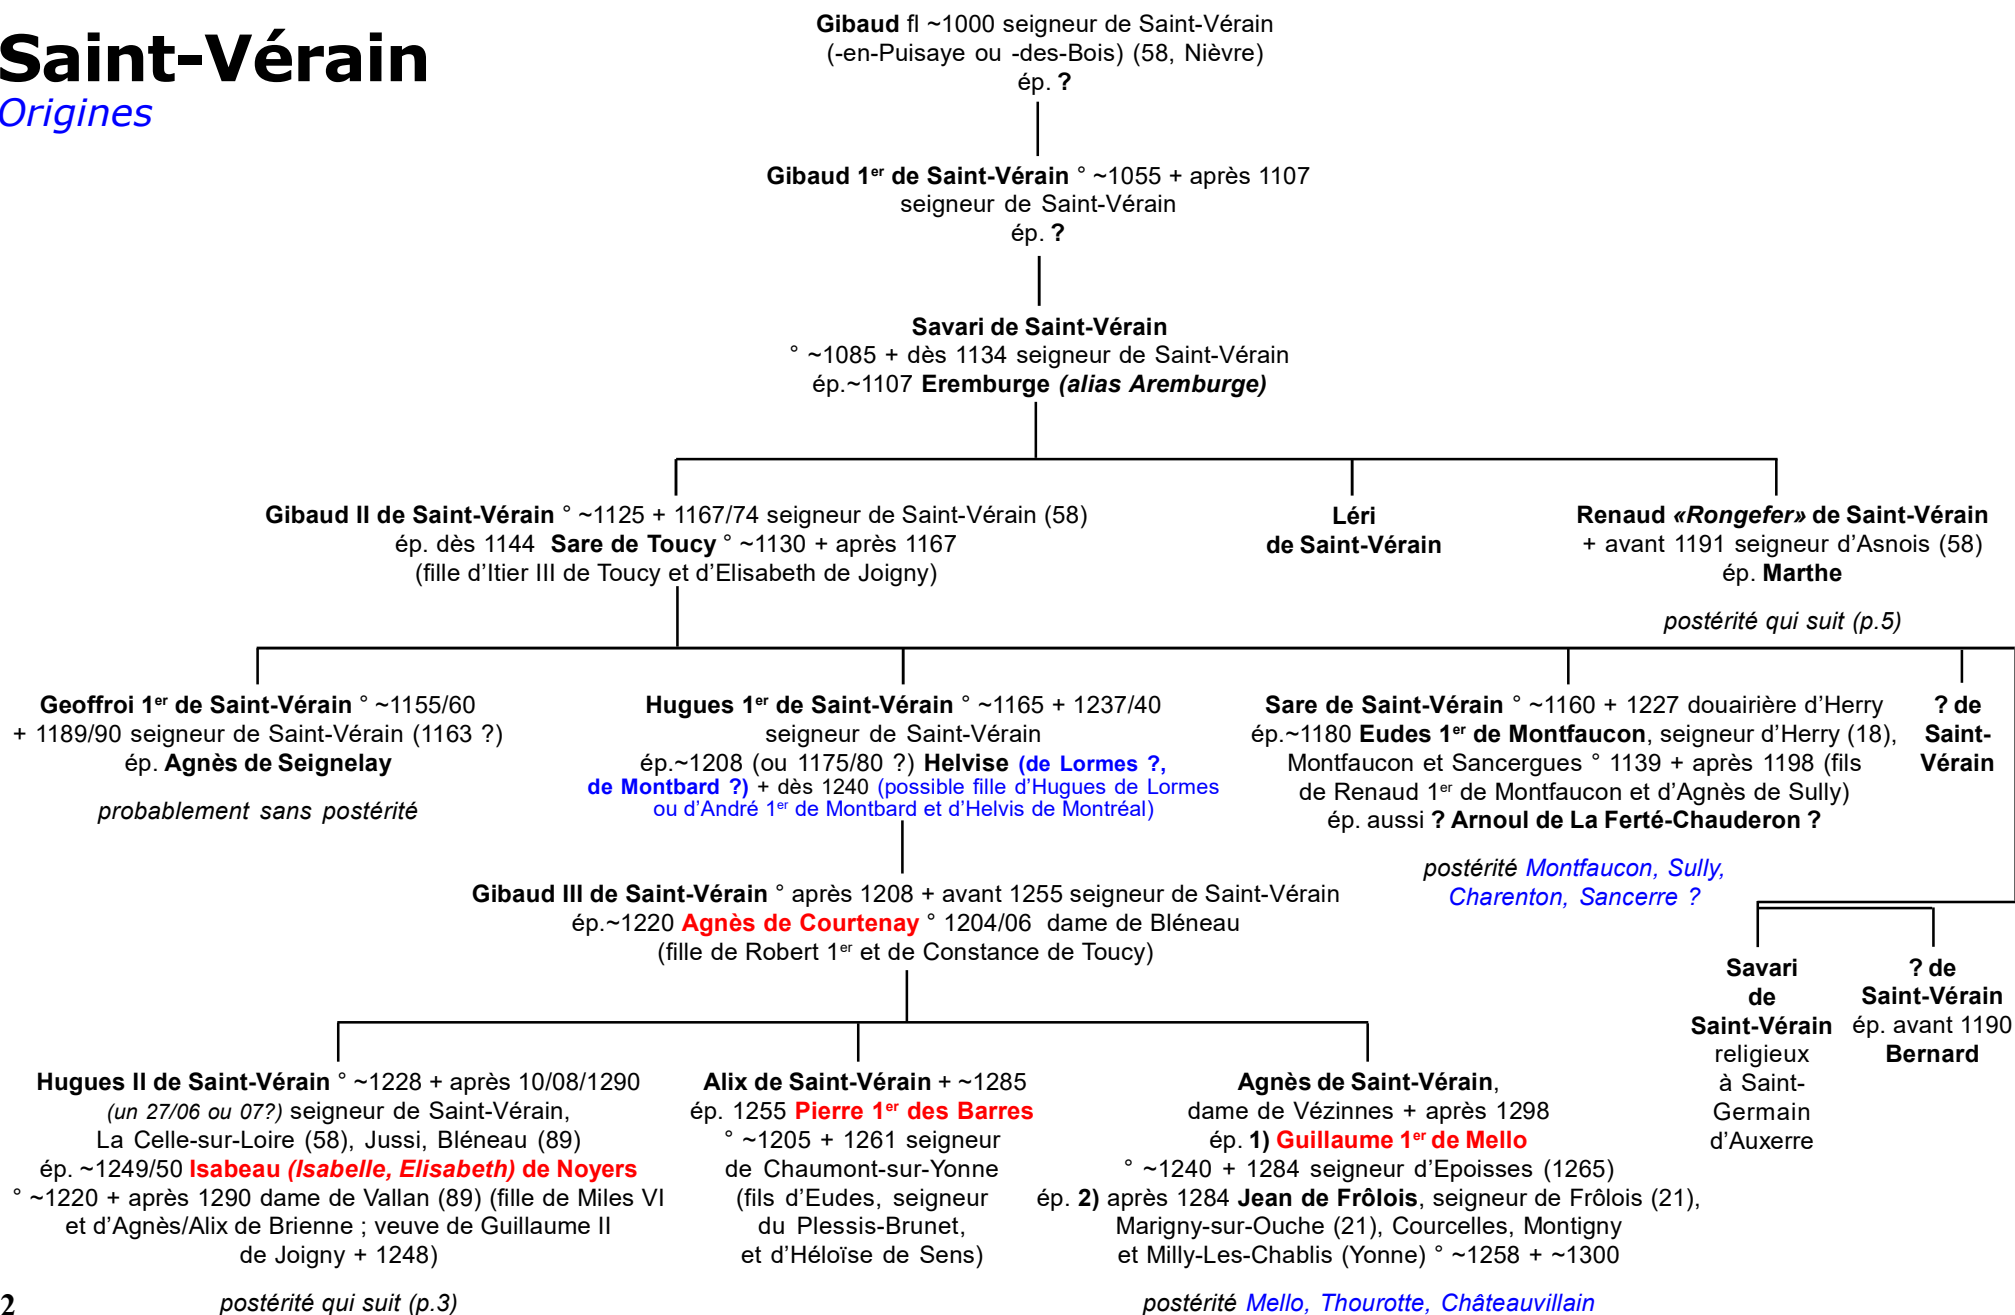 Saint-Vérain
Origines
Gibaud fl ~1000 seigneur de Saint-Vérain
(-en-Puisaye ou -des-Bois) (58, Nièvre)
ép. ?
Gibaud 1er de Saint-Vérain ° ~1055 + après 1107
seigneur de Saint-Vérain
ép. ?
Savari de Saint-Vérain
° ~1085 + dès 1134 seigneur de Saint-Vérain
ép.~1107 Eremburge (alias Aremburge)
Gibaud II de Saint-Vérain ° ~1125 + 1167/74 seigneur de Saint-Vérain (58)
ép. dès 1144 Sare de Toucy ° ~1130 + après 1167
(fille d'Itier III de Toucy et d'Elisabeth de Joigny)
Léri
de Saint-Vérain
Renaud «Rongefer» de Saint-Vérain
+ avant 1191 seigneur d'Asnois (58)
ép. Marthe
postérité qui suit (p.5)
Geoffroi 1er de Saint-Vérain ° ~1155/60
+ 1189/90 seigneur de Saint-Vérain (1163 ?)
ép. Agnès de Seignelay
probablement sans postérité
Hugues 1er de Saint-Vérain ° ~1165 + 1237/40
seigneur de Saint-Vérain
ép.~1208 (ou 1175/80 ?) Helvise (de Lormes ?,
de Montbard ?) + dès 1240 (possible fille d'Hugues de Lormes
ou d'André 1er de Montbard et d'Helvis de Montréal)
Sare de Saint-Vérain ° ~1160 + 1227 douairière d'Herry
ép.~1180 Eudes 1er de Montfaucon, seigneur d'Herry (18),
Montfaucon et Sancergues ° 1139 + après 1198 (fils
de Renaud 1er de Montfaucon et d'Agnès de Sully)
ép. aussi ? Arnoul de La Ferté-Chauderon ?
postérité Montfaucon, Sully,
Charenton, Sancerre ?
? de
Saint-
Vérain
Gibaud III de Saint-Vérain ° après 1208 + avant 1255 seigneur de Saint-Vérain
ép.~1220 Agnès de Courtenay ° 1204/06 dame de Bléneau
(fille de Robert 1er et de Constance de Toucy)
Savari
de
Saint-Vérain
religieux
à Saint-
Germain
d'Auxerre
? de
Saint-Vérain
ép. avant 1190
Bernard
Hugues II de Saint-Vérain ° ~1228 + après 10/08/1290
(un 27/06 ou 07?) seigneur de Saint-Vérain,
La Celle-sur-Loire (58), Jussi, Bléneau (89)
ép. ~1249/50 Isabeau (Isabelle, Elisabeth) de Noyers
° ~1220 + après 1290 dame de Vallan (89) (fille de Miles VI
et d'Agnès/Alix de Brienne ; veuve de Guillaume II
de Joigny + 1248)
postérité qui suit (p.3)
Alix de Saint-Vérain + ~1285
ép. 1255 Pierre 1er des Barres
° ~1205 + 1261 seigneur
de Chaumont-sur-Yonne
(fils d'Eudes, seigneur
du Plessis-Brunet,
et d'Héloïse de Sens)
Agnès de Saint-Vérain,
dame de Vézinnes + après 1298
ép. 1) Guillaume 1er de Mello
° ~1240 + 1284 seigneur d'Epoisses (1265)
ép. 2) après 1284 Jean de Frôlois, seigneur de Frôlois (21),
Marigny-sur-Ouche (21), Courcelles, Montigny
et Milly-Les-Chablis (Yonne) ° ~1258 + ~1300
postérité Mello, Thourotte, Châteauvillain
2